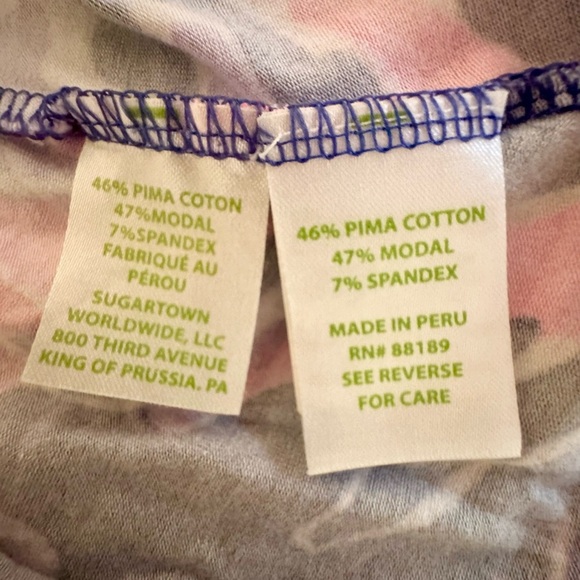 46% PIMA COTON
47%MODAL
7%SPANDEX
FABRIQUÉ AU
PÉROU
SUGARTOWN
WORLDWIDE, LLC
800 THIRD AVENUE
KING OF PRUSSIA. PA
46% PIMA COTTON
47% MODAL
7% SPANDEX
MADE IN PERU
RN# 88189
SEE REVERSE
FOR CARE